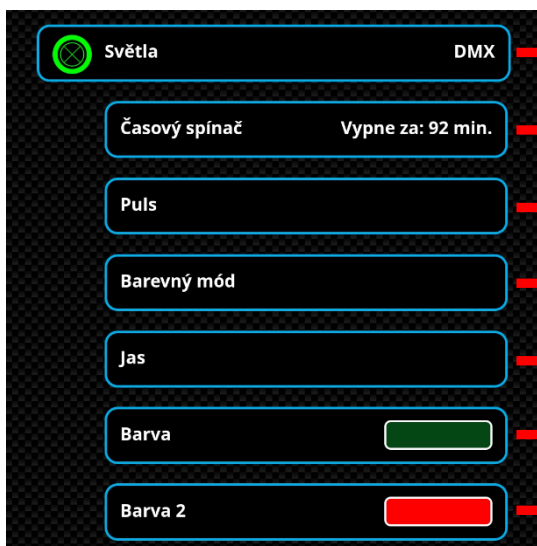 Světla DMX
Časový spínač Vypne za: 92 min.
Puls
Barevný mód
Jas
Barva
Barva 2